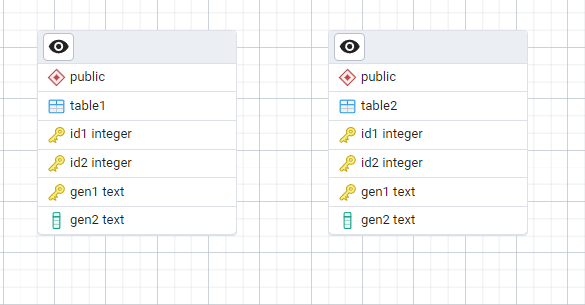 public
table1
id1 integer
id2 integer
gen1 text
gen2 text
public
table2
id1 integer
id2 integer
gen1 text
gen2 text